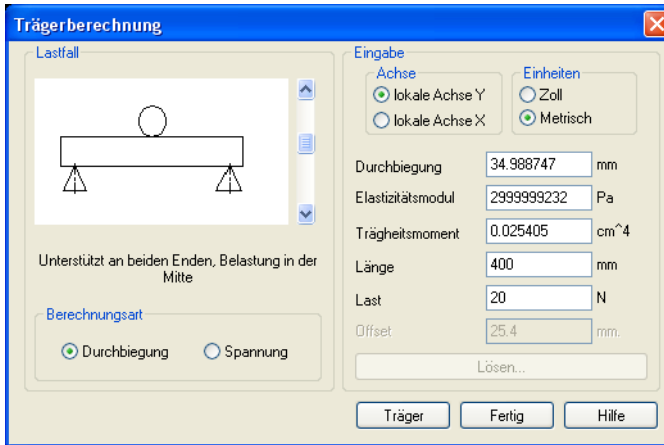 Trägerberechnung
Lastfall
Unterstützt an beiden Enden, Belastung in der
Mitte
Berechnungsart
Durchbiegung Spannung
Eingabe
Achse
lokale Achse Y
lokale Achse X
Einheiten
Zoll
Metrisch
Durchbiegung 34.988747 mm
Elastizitätsmodul 2999999232 Pa
Trägheitsmoment 0.025405 cm^4
Länge 400 mm
Last 20 N
Offset 25.4 mm.
Lösen...
Träger Fertig Hilfe